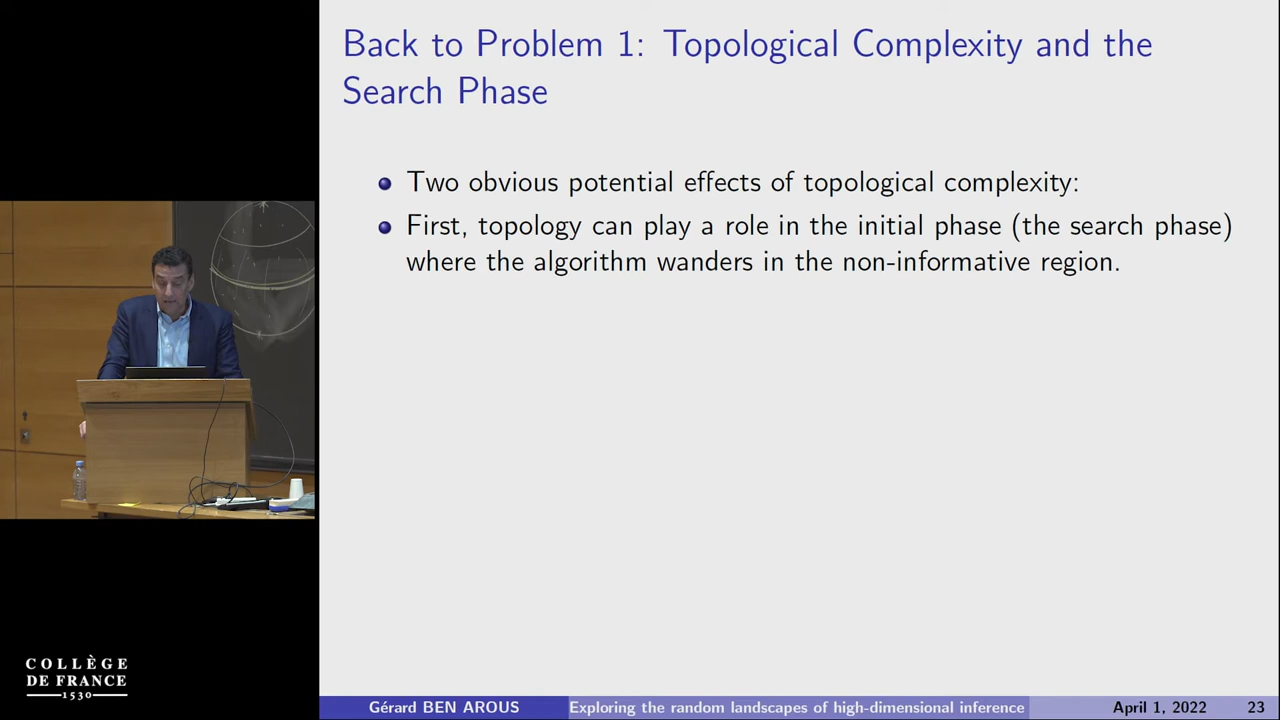 Back to Problem 1: Topological Complexity and the
Search Phase
Two obvious potential effects of topological complexity:
First, topology can play a role in the initial phase (the search phase)
where the algorithm wanders in the non-informative region.
COLLÈGE
DE FRANCE
1530
Gérard BEN AROUS
Exploring the random landscapes of high-dimensional inference
April 1, 2022
23